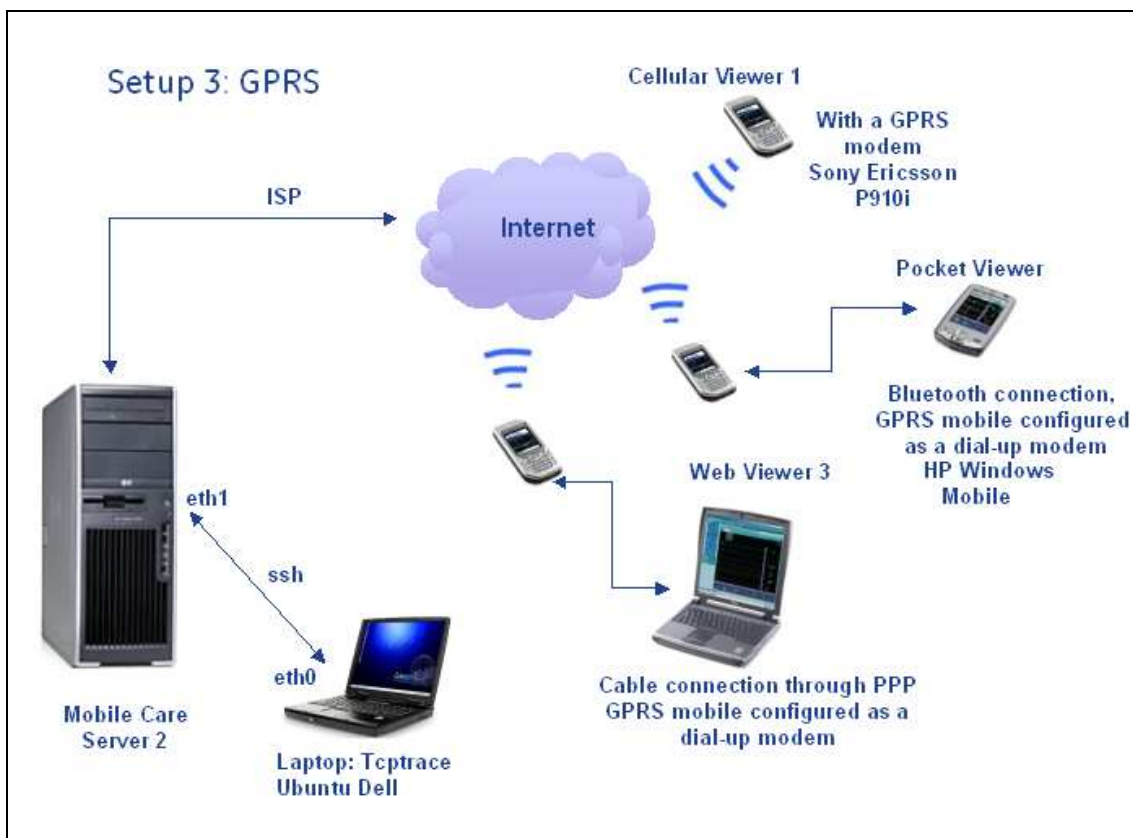 Setup 3: GPRS
Cellular Viewer 1
With a GPRS
modem
Sony Ericsson
P910i
ISP
Internet
Pocket Viewer
Bluetooth connection,
GPRS mobile configured
as a dial-up modem
HP Windows
Mobile
Web Viewer 3
eth1
ssh
eth0
Cable connection through PPP
GPRS mobile configured as a
dial-up modem
Mobile Care
Server 2
Laptop: Tcptrace
Ubuntu Dell